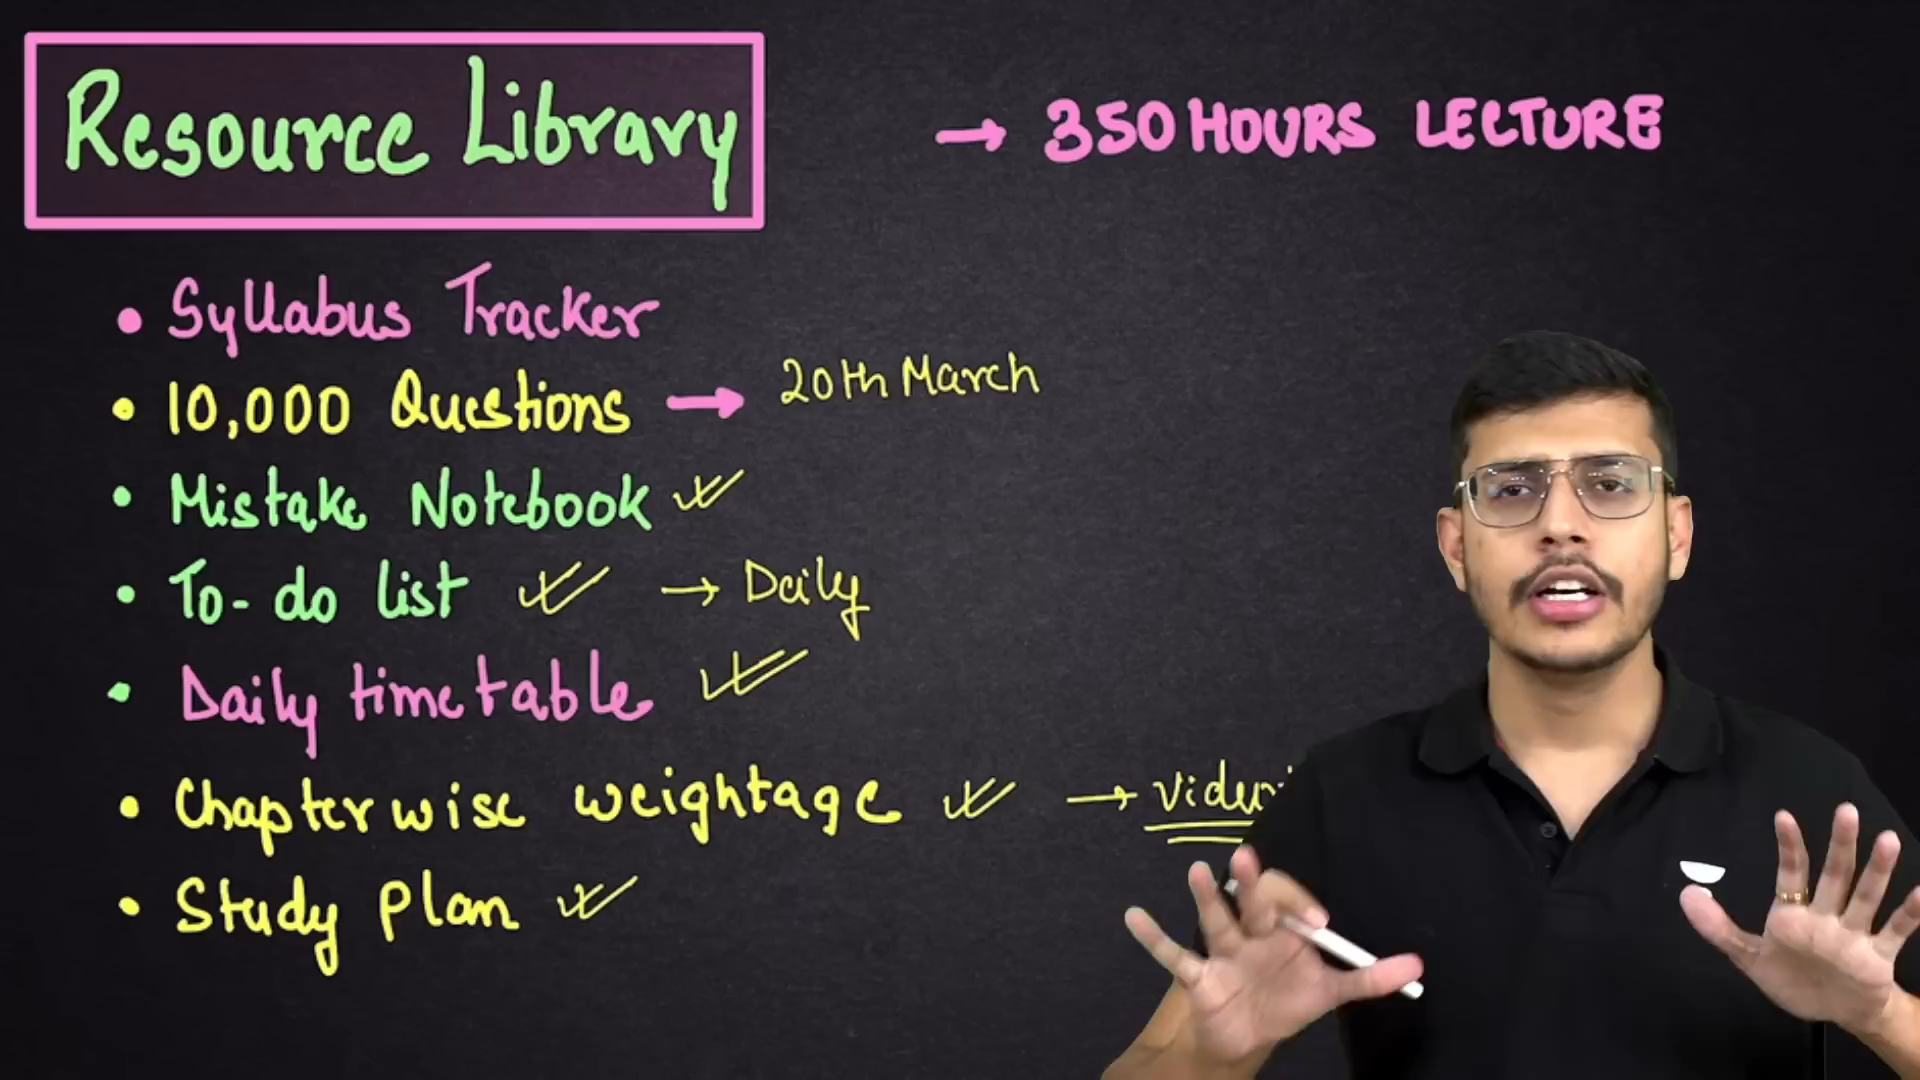 Resource Library
→ 350 HOURS LECTURE
• Syllabus Tracker
• 10,000 Questions → 20th March
• Mistake Notebook
• To-do list → Daily
• Daily timetable
• Chapterwise weightage →
• Study plan